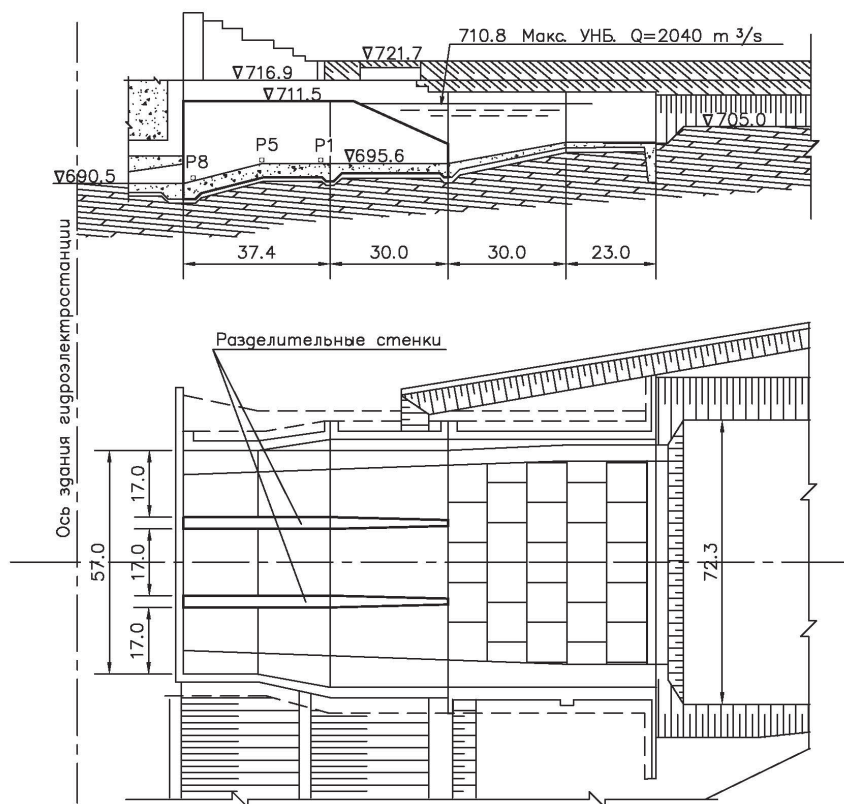 710.8 Макс. УНБ. Q=2040 m³/s
∇721.7
∇716.9
∇711.5
∇705.0
P8
P5
P1
∇695.6
∇690.5
37.4
30.0
30.0
23.0
Ось здания гидроэлектростанции
Разделительные стенки
17.0
17.0
17.0
57.0
72.3